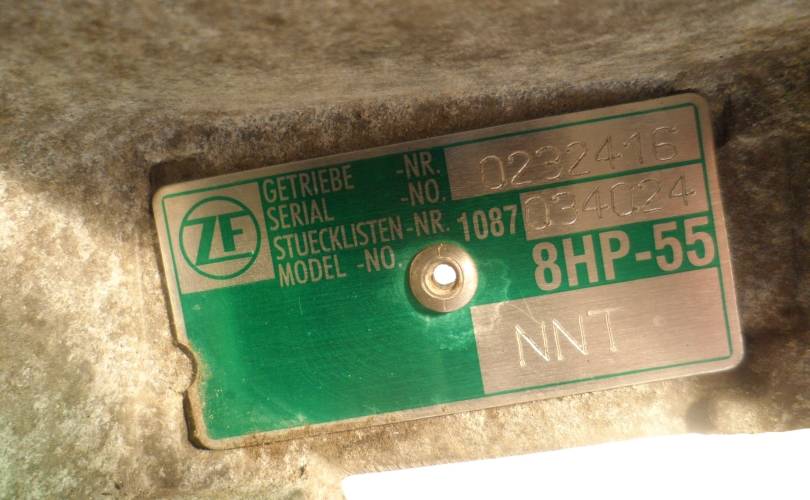 ZF
GETRIEBE -NR. 0232416
SERIAL -NO.
STUECKLISTEN-NR. 1087 034024
MODEL -NO. 8HP-55
NNT